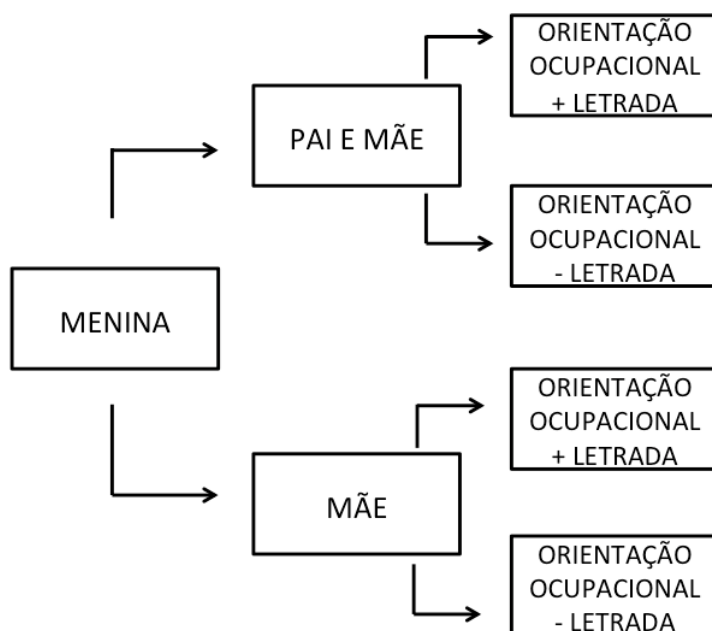 ORIENTAÇÃO
OCUPACIONAL
+ LETRADA
PAI E MÃE
ORIENTAÇÃO
OCUPACIONAL
- LETRADA
MENINA
ORIENTAÇÃO
OCUPACIONAL
+ LETRADA
MÃE
ORIENTAÇÃO
OCUPACIONAL
- LETRADA